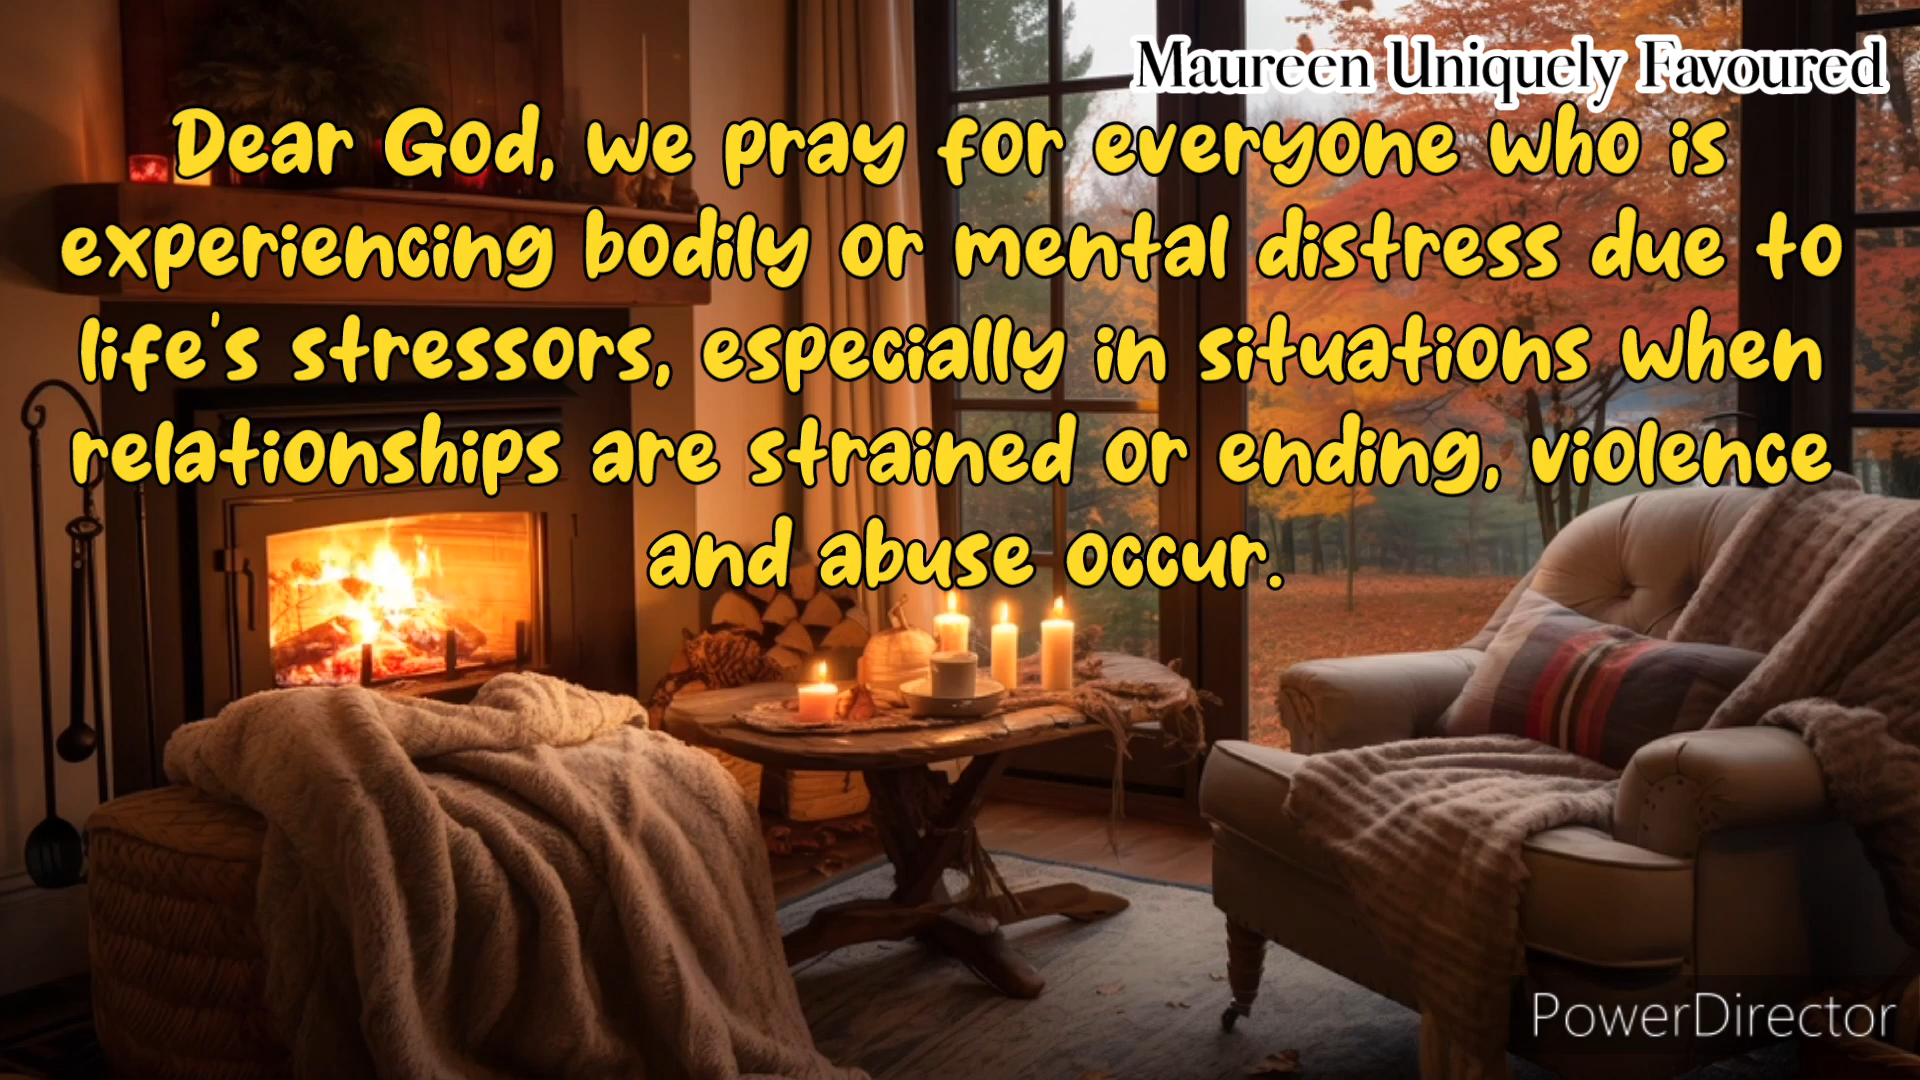 Maureen Uniquely Favoured
Dear God, we pray for everyone who is
experiencing bodily or mental distress due to
life's stressors, especially in situations when
relationships are strained or ending, violence
and abuse occur.
PowerDirector